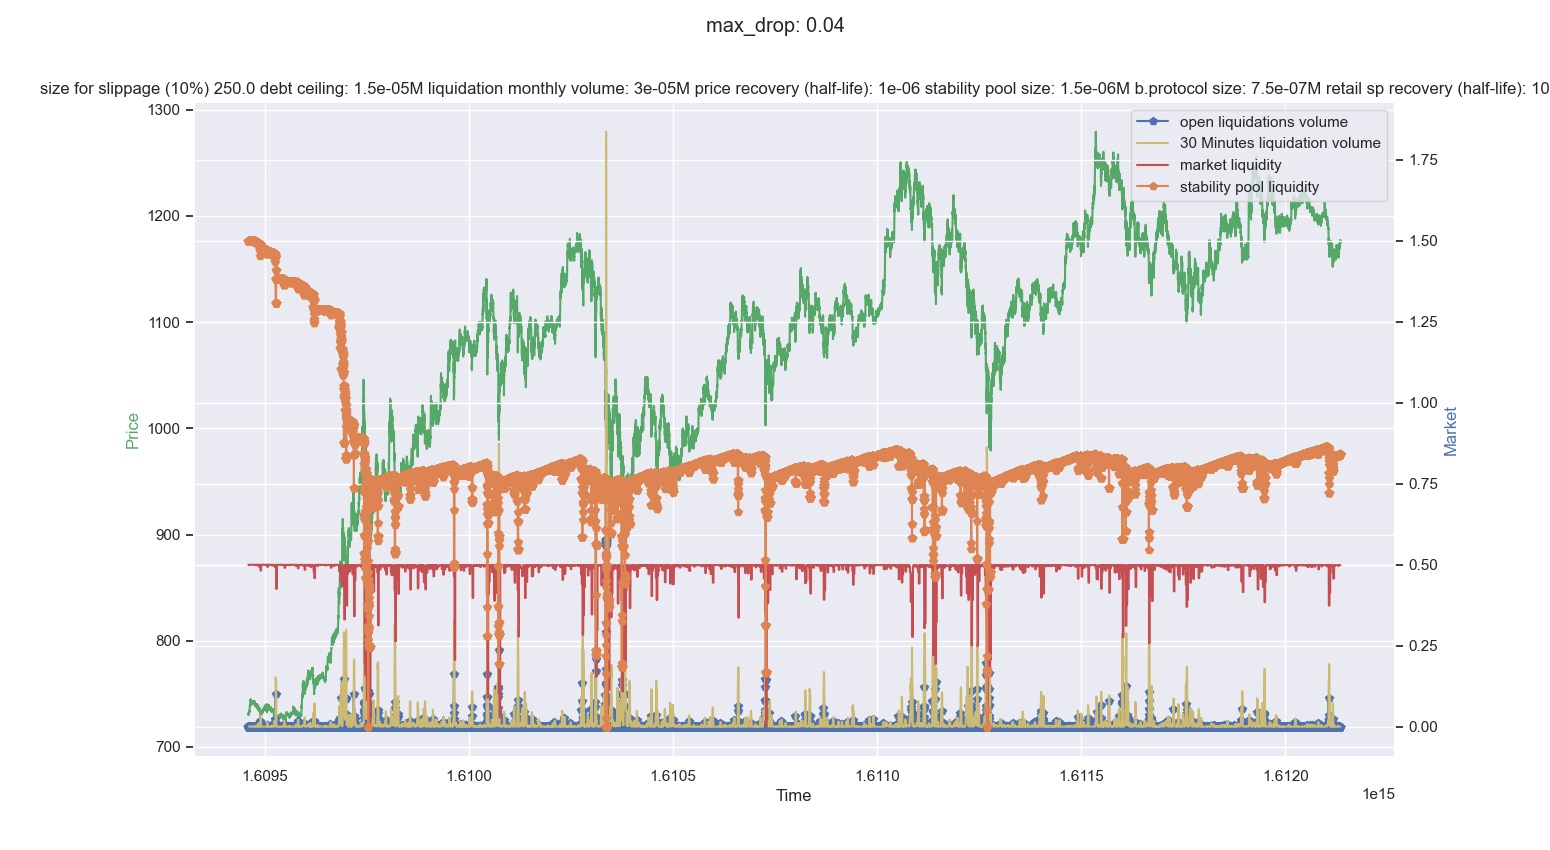 max_drop: 0.04
size for slippage (10%) 250.0 debt ceiling: 1.5e-05M liquidation monthly volume: 3e-05M price recovery (half-life): 1e-06 stability pool size: 1.5e-06M b.protocol size: 7.5e-07M retail sp recovery (half-life): 10
open liquidations volume
30 Minutes liquidation volume
market liquidity
stability pool liquidity
1300
1200
1100
1000
900
800
700
Price
1.75
1.50
1.25
1.00
0.75
0.50
0.25
0.00
Market
1.6095 1.6100 1.6105 1.6110 1.6115 1.6120
Time
1e15